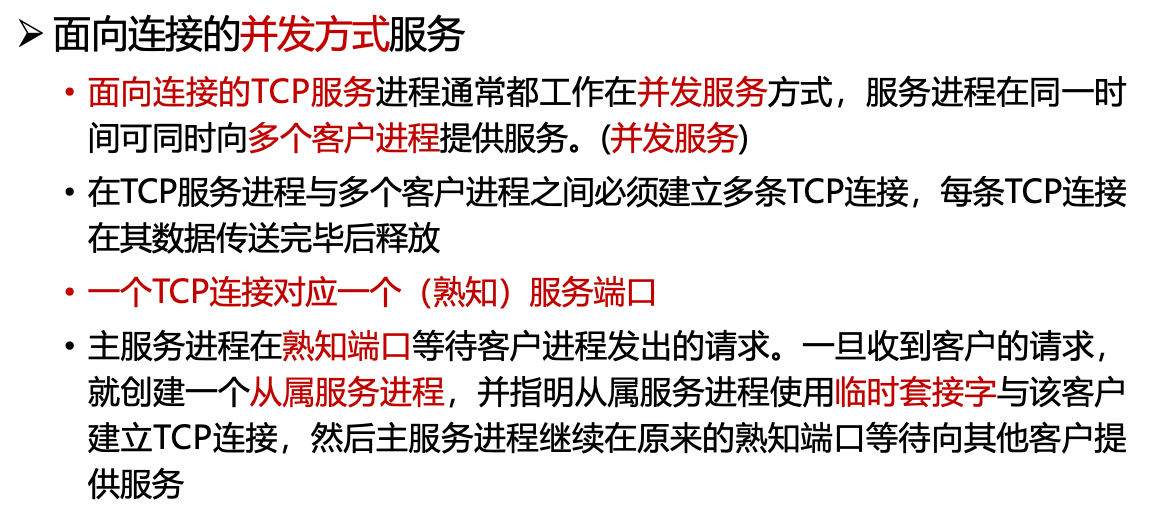 ➢ 面向连接的并发方式服务
• 面向连接的TCP服务进程通常都工作在并发服务方式，服务进程在同一时
间可同时向多个客户进程提供服务。(并发服务)
• 在TCP服务进程与多个客户进程之间必须建立多条TCP连接，每条TCP连接
在其数据传送完毕后释放
• 一个TCP连接对应一个（熟知）服务端口
• 主服务进程在熟知端口等待客户进程发出的请求。一旦收到客户的请求，
就创建一个从属服务进程，并指明从属服务进程使用临时套接字与该客户
建立TCP连接，然后主服务进程继续在原来的熟知端口等待向其他客户提
供服务